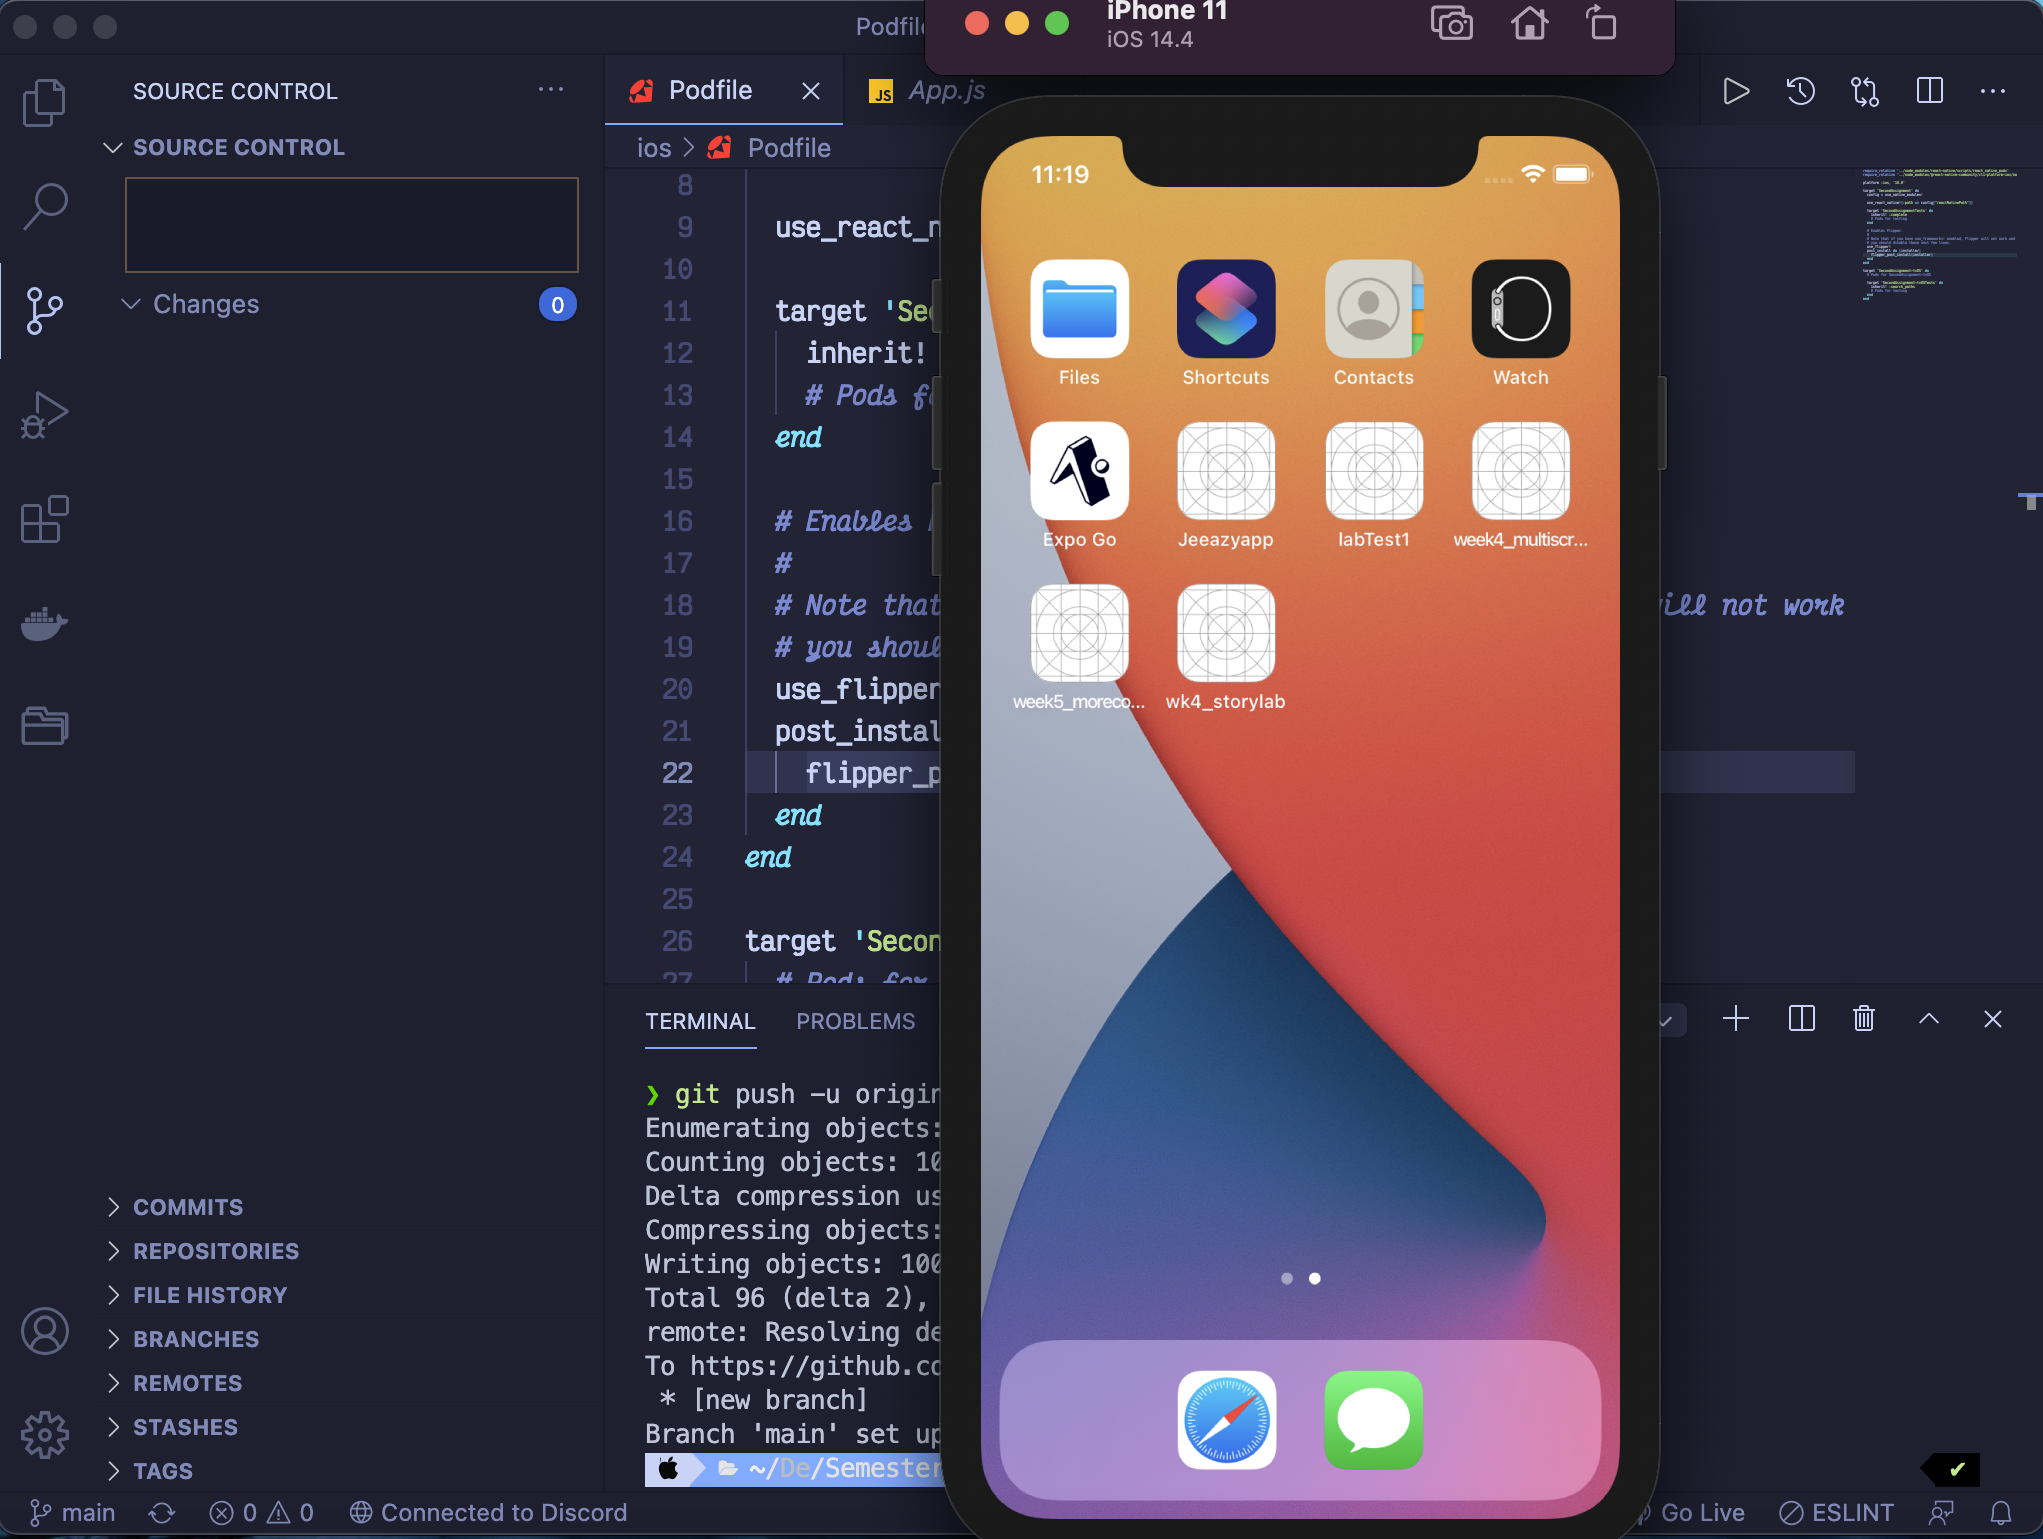 Podfile
iPhone 11
iOS 14.4
SOURCE CONTROL
SOURCE CONTROL
Changes
0
COMMITS
REPOSITORIES
FILE HISTORY
BRANCHES
REMOTES
STASHES
TAGS
Podfile
JS App.js
ios > Podfile
8
9 use_react_n
10
11 target 'Sec
12 inherit!
13 # Pods fo
14 end
15
16 # Enables
17 #
18 # Note that will not work
19 # you shoul
20 use_flipper
21 post_instal
22 flipper_p
23 end
24 end
25
26 target 'Secon
27 # Pods for
TERMINAL PROBLEMS
❯ git push -u origin
Enumerating objects:
Counting objects: 10
Delta compression us
Compressing objects:
Writing objects: 100
Total 96 (delta 2),
remote: Resolving de
To https://github.co
* [new branch]
Branch 'main' set up
~/De/Semester
11:19
Files
Shortcuts
Contacts
Watch
Expo Go
Jeeazyapp
labTest1
week4_multiscr...
week5_moreco...
wk4_storylab
main
0
0
Connected to Discord
Go Live
ESLINT